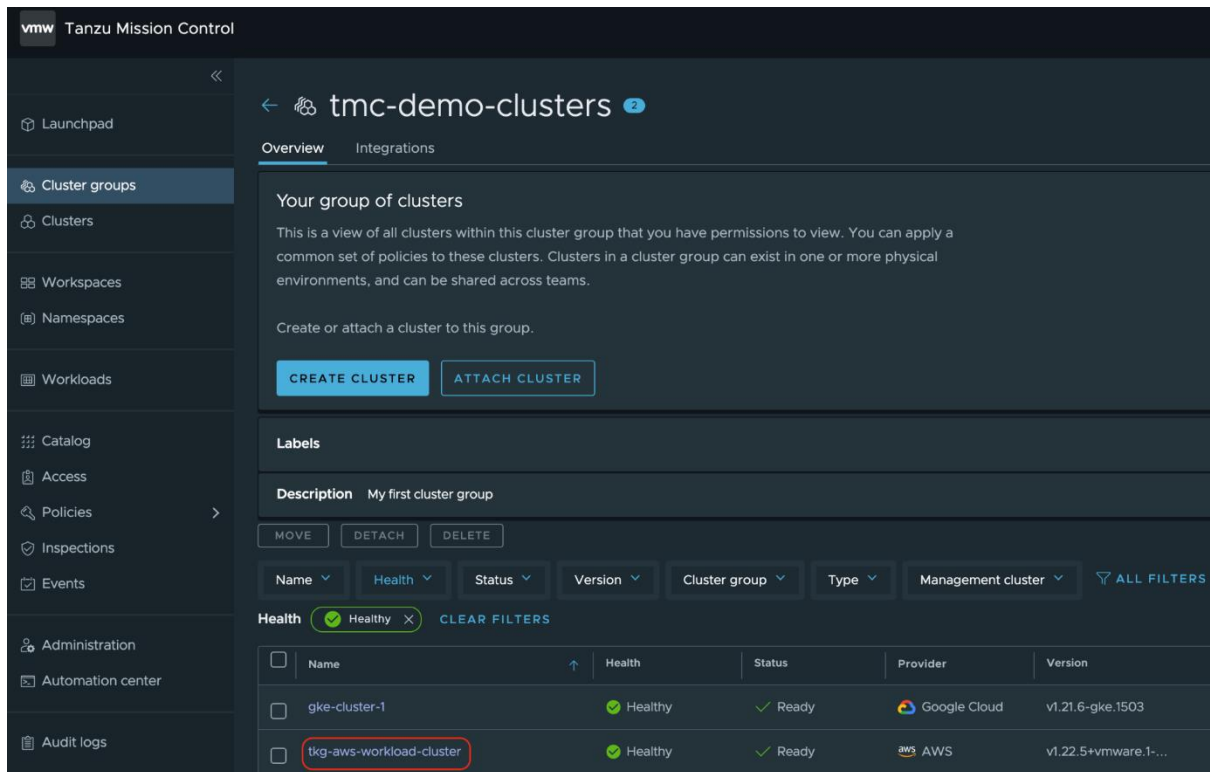 vmw Tanzu Mission Control
Launchpad
Cluster groups
Clusters
Workspaces
Namespaces
Workloads
Catalog
Access
Policies
Inspections
Events
Administration
Automation center
Audit logs
tmc-demo-clusters 2
Overview Integrations
Your group of clusters
This is a view of all clusters within this cluster group that you have permissions to view. You can apply a
common set of policies to these clusters. Clusters in a cluster group can exist in one or more physical
environments, and can be shared across teams.
Create or attach a cluster to this group.
CREATE CLUSTER ATTACH CLUSTER
Labels
Description My first cluster group
MOVE DETACH DELETE
Name Health Status Version Cluster group Type Management cluster ALL FILTERS
Health Healthy CLEAR FILTERS
Name Health Status Provider Version
gke-cluster-1 Healthy Ready Google Cloud v1.21.6-gke.1503
tkg-aws-workload-cluster Healthy Ready aws AWS v1.22.5+vmware.1-...